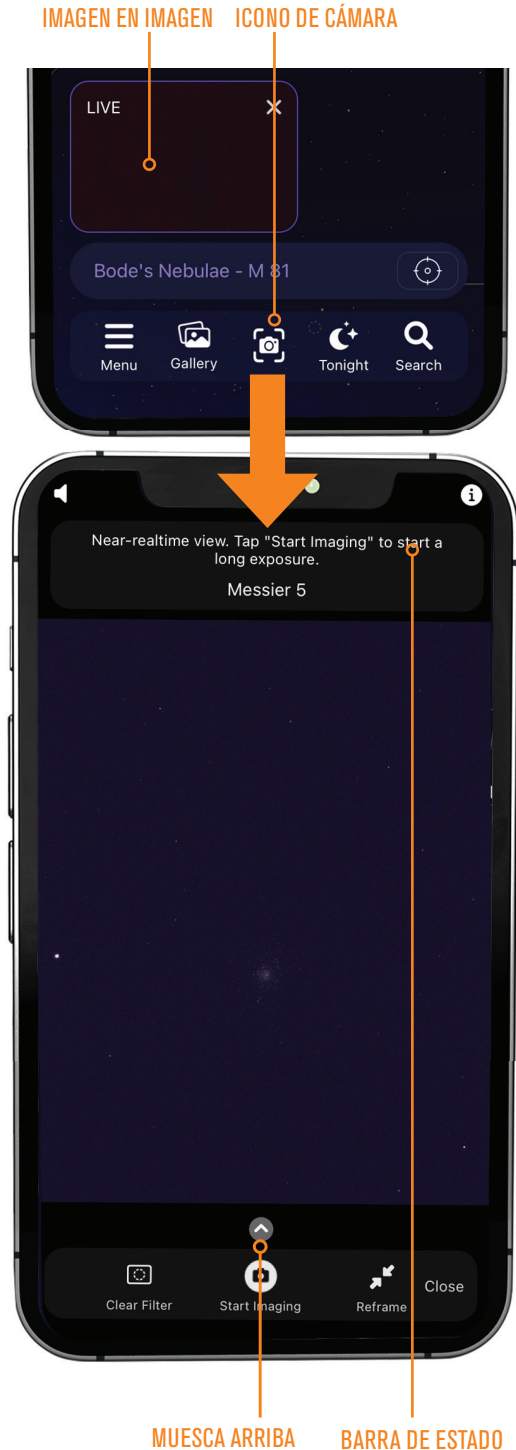 IMAGEN EN IMAGEN
ICONO DE CÁMARA
LIVE
Bode's Nebulae - M 81
Menu
Gallery
Tonight
Search
Near-realtime view. Tap "Start Imaging" to start a
long exposure.
Messier 5
Clear Filter
Start Imaging
Reframe
Close
MUESCA ARRIBA
BARRA DE ESTADO